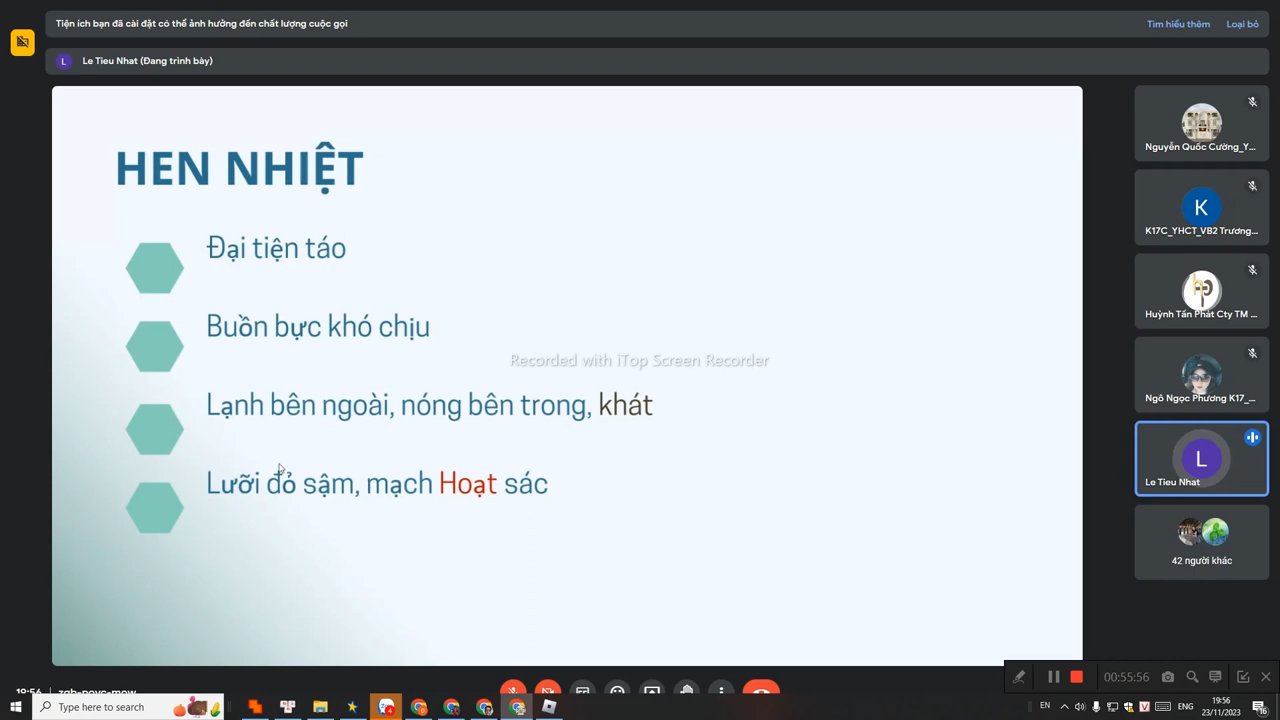 Tiện ích bạn đã cài đặt có thể ảnh hưởng đến chất lượng cuộc gọi
Tìm hiểu thêm
Loại bỏ
L
Le Tieu Nhat (Đang trình bày)
HEN NHIỆT
Đại tiện táo
Buồn bực khó chịu
Recorded with iTop Screen Recorder
Lạnh bên ngoài, nóng bên trong, khát
Lưỡi đỏ sậm, mạch Hoạt sác
Nguyễn Quốc Cường_Y...
K
K17C_YHCT_VB2 Trương...
Huỳnh Tấn Phát Cty TM ...
Ngô Ngọc Phương K17_...
L
Le Tieu Nhat
42 người khác
00:55:56
Type here to search
EN
ENG
19:56
23/11/2023